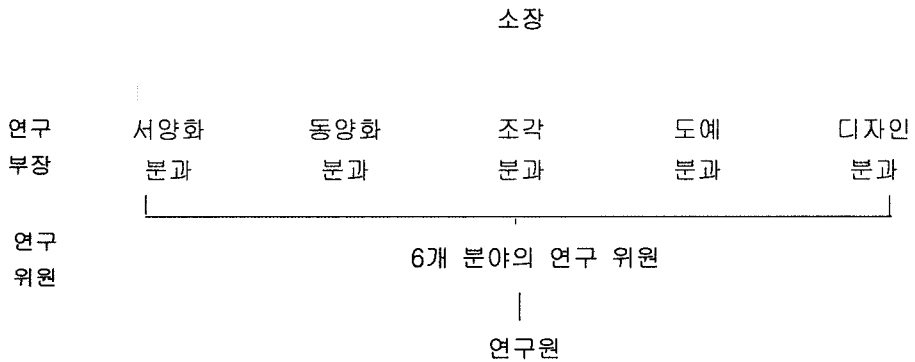 소장
연구 서양화 동양화 조각 도예 디자인
부장 분과 분과 분과 분과 분과
연구
6개 분야의 연구 위원
위원
연구원